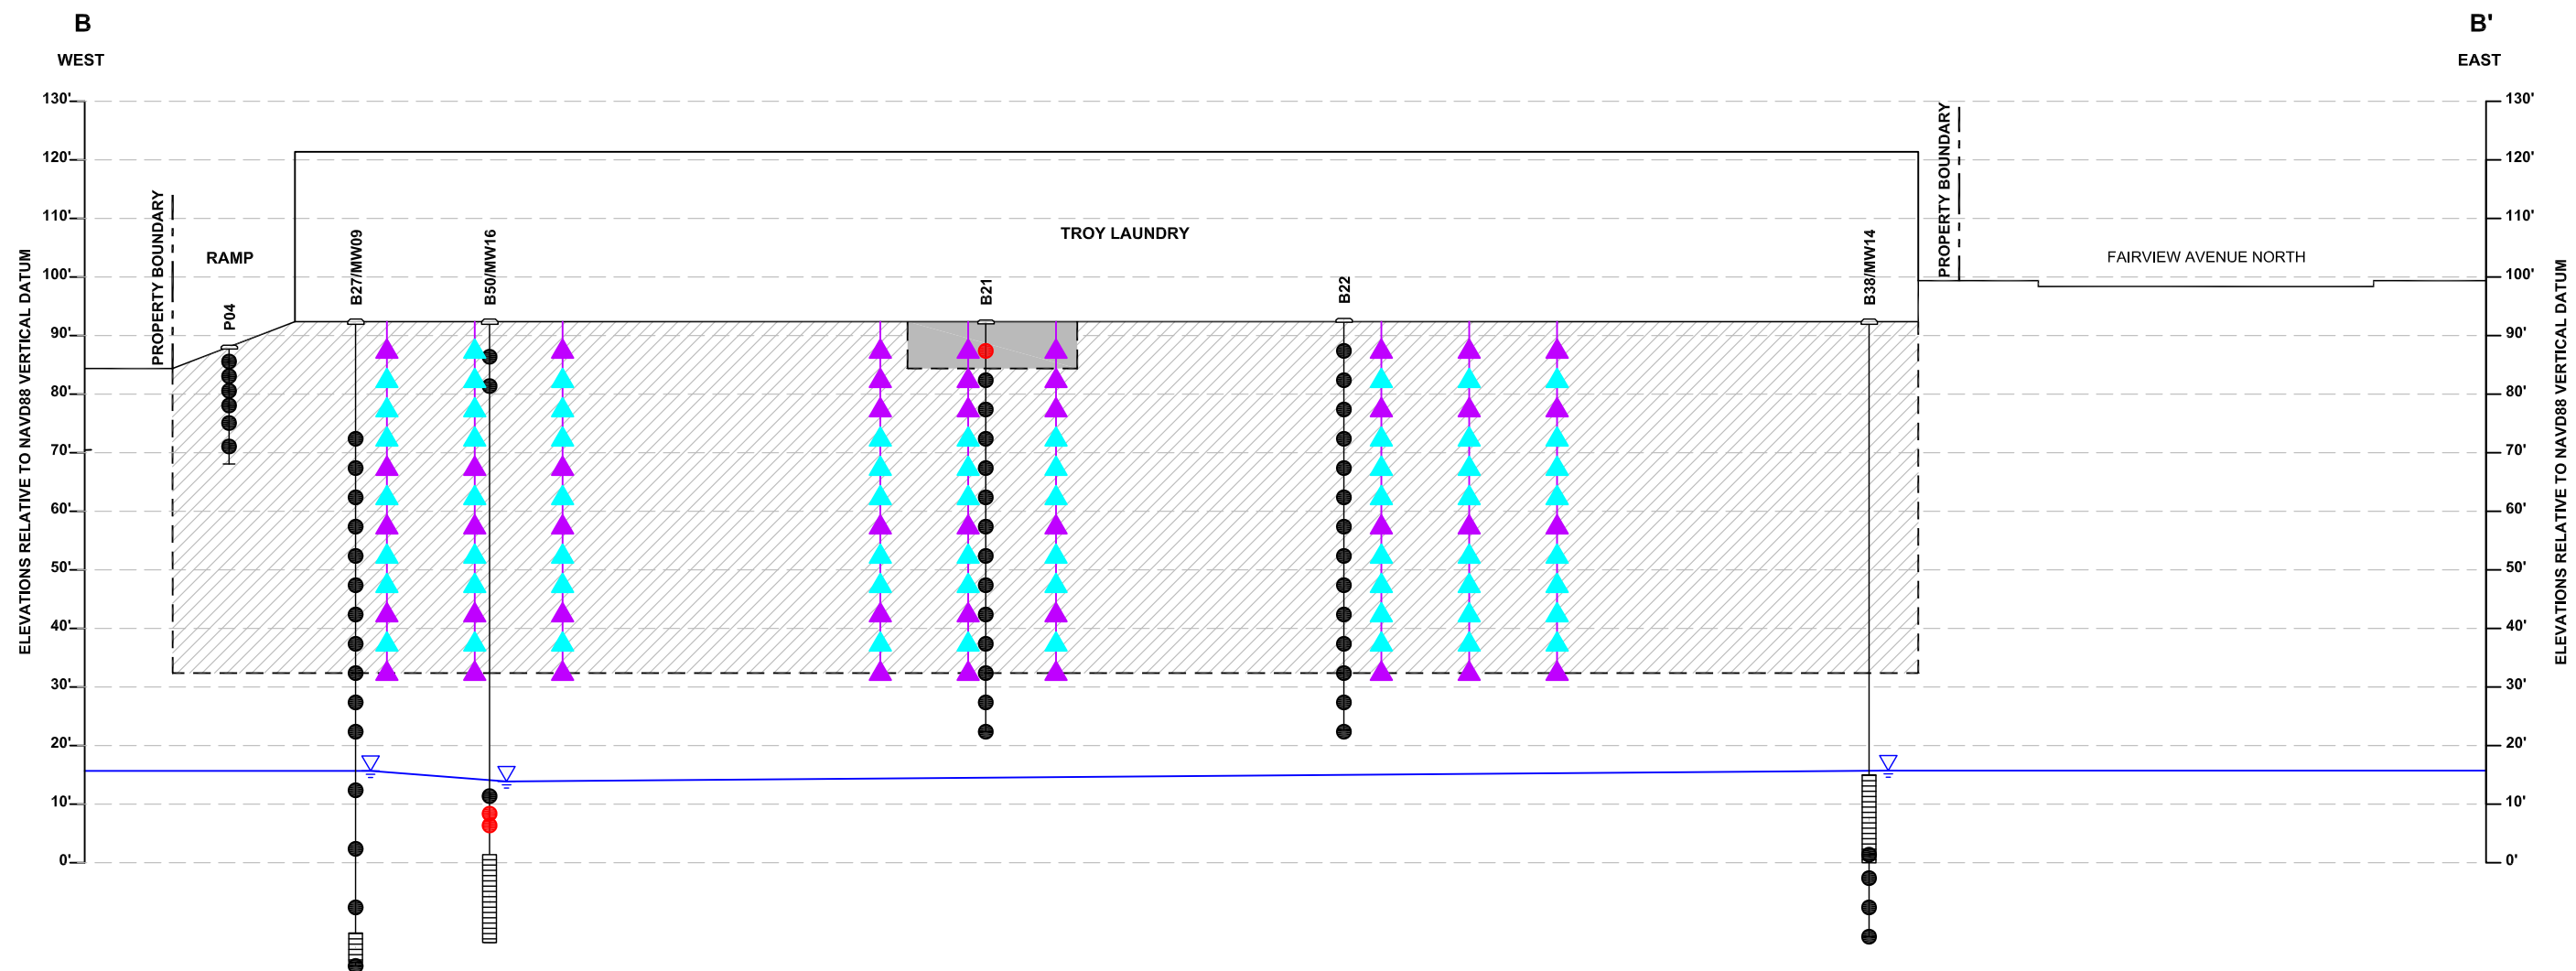 B
B'
WEST
EAST
130'
130'
120'
120'
110'
110'
100'
100'
90'
90'
80'
80'
70'
70'
60'
60'
50'
50'
40'
40'
30'
30'
20'
20'
10'
10'
0'
0'
ELEVATIONS RELATIVE TO NAVD88 VERTICAL DATUM
PROPERTY BOUNDARY
RAMP
P04
B27/MW09
B50/MW16
TROY LAUNDRY
B21
B22
B38/MW14
PROPERTY BOUNDARY
FAIRVIEW AVENUE NORTH
ELEVATIONS RELATIVE TO NAVD88 VERTICAL DATUM